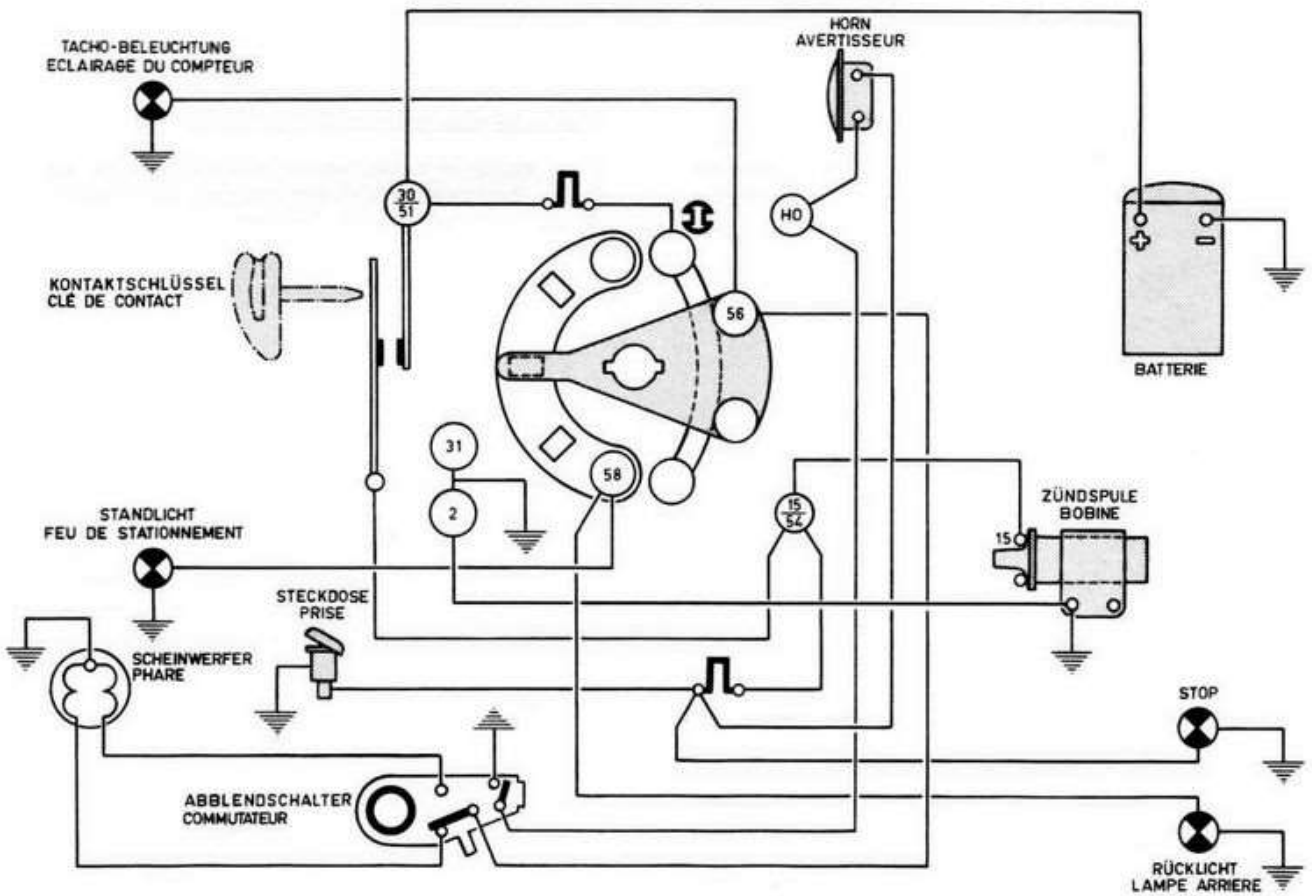 HORN
AVERTISSEUR
TACHO-BELEUCHTUNG
ECLAIRAGE DU COMPTEUR
30
51
HO
+
-
KONTAKTSCHLÜSSEL
CLÉ DE CONTACT
56
BATTERIE
31
58
2
15
54
ZÜNDSPULE
BOBINE
15
STANDLICHT
FEU DE STATIONNEMENT
STECKDOSE
PRISE
SCHEINWERFER
PHARE
STOP
ABBLENDSCHALTER
COMMUTATEUR
RÜCKLICHT
LAMPE ARRIERE